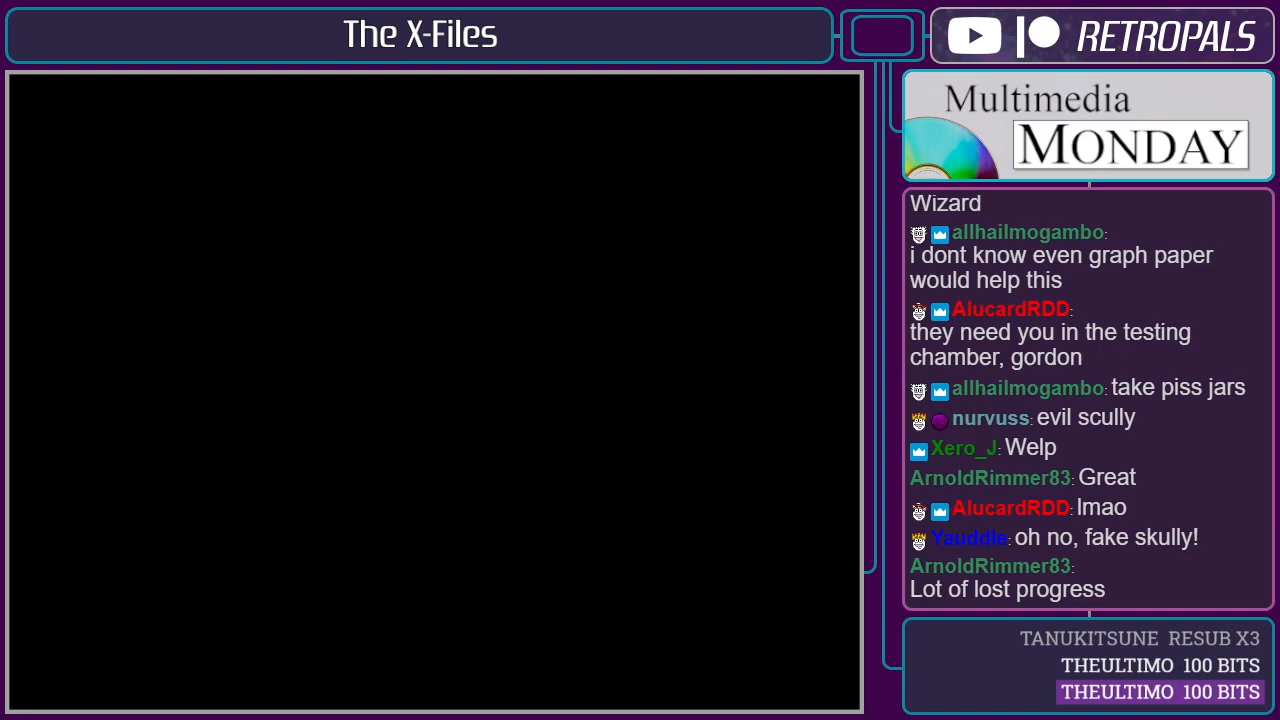 The X-Files
RETROPALS
Multimedia
MONDAY
Wizard
allhailmogambo:
i dont know even graph paper
would help this
AlucardRDD:
they need you in the testing
chamber, gordon
allhailmogambo: take piss jars
nurvuss: evil scully
Xero_J: Welp
ArnoldRimmer83: Great
AlucardRDD: lmao
Yauddle: oh no, fake skully!
ArnoldRimmer83:
Lot of lost progress
TANUKITSUNE RESUB X3
THEULTIMO 100 BITS
THEULTIMO 100 BITS